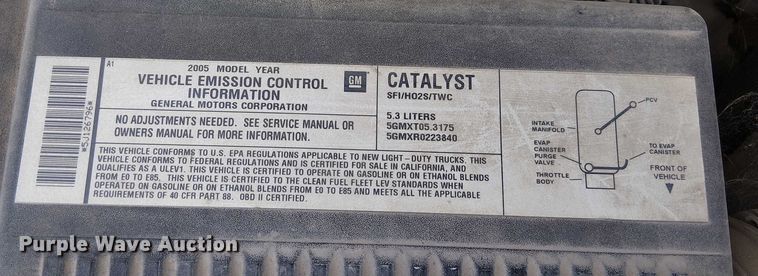 A1
2005 MODEL YEAR
VEHICLE EMISSION CONTROL
INFORMATION
GENERAL MOTORS CORPORATION
GM
CATALYST
SFI/HO2S/TWC
*5J126796*
NO ADJUSTMENTS NEEDED. SEE SERVICE MANUAL OR
OWNERS MANUAL FOR MORE INFORMATION.
5.3 LITERS
5GMXT05.3175
5GMXR0223840
THIS VEHICLE CONFORMS TO U.S. EPA REGULATIONS APPLICABLE TO NEW LIGHT - DUTY TRUCKS. THIS
VEHICLE CONFORMS TO FEDERAL REGULATIONS AND IS CERTIFIED FOR SALE IN CALIFORNIA, AND
QUALIFIES AS A ULEV1. THIS VEHICLE IS CERTIFIED TO OPERATE ON GASOLINE OR ON ETHANOL BLENDS
FROM E0 TO E85. THIS VEHICLE IS CERTIFIED TO THE CLEAN FUEL FLEET LEV STANDARDS WHEN
OPERATED ON GASOLINE OR ON ETHANOL BLENDS FROM E0 TO E85 AND MEETS ALL THE APPLICABLE
REQUIREMENTS OF 40 CFR PART 88. OBD II CERTIFIED.
PCV
INTAKE
MANIFOLD
EVAP
CANISTER
PURGE
VALVE
TO EVAP
CANISTER
THROTTLE
BODY
FRONT OF
VEHICLE
Purple Wave Auction